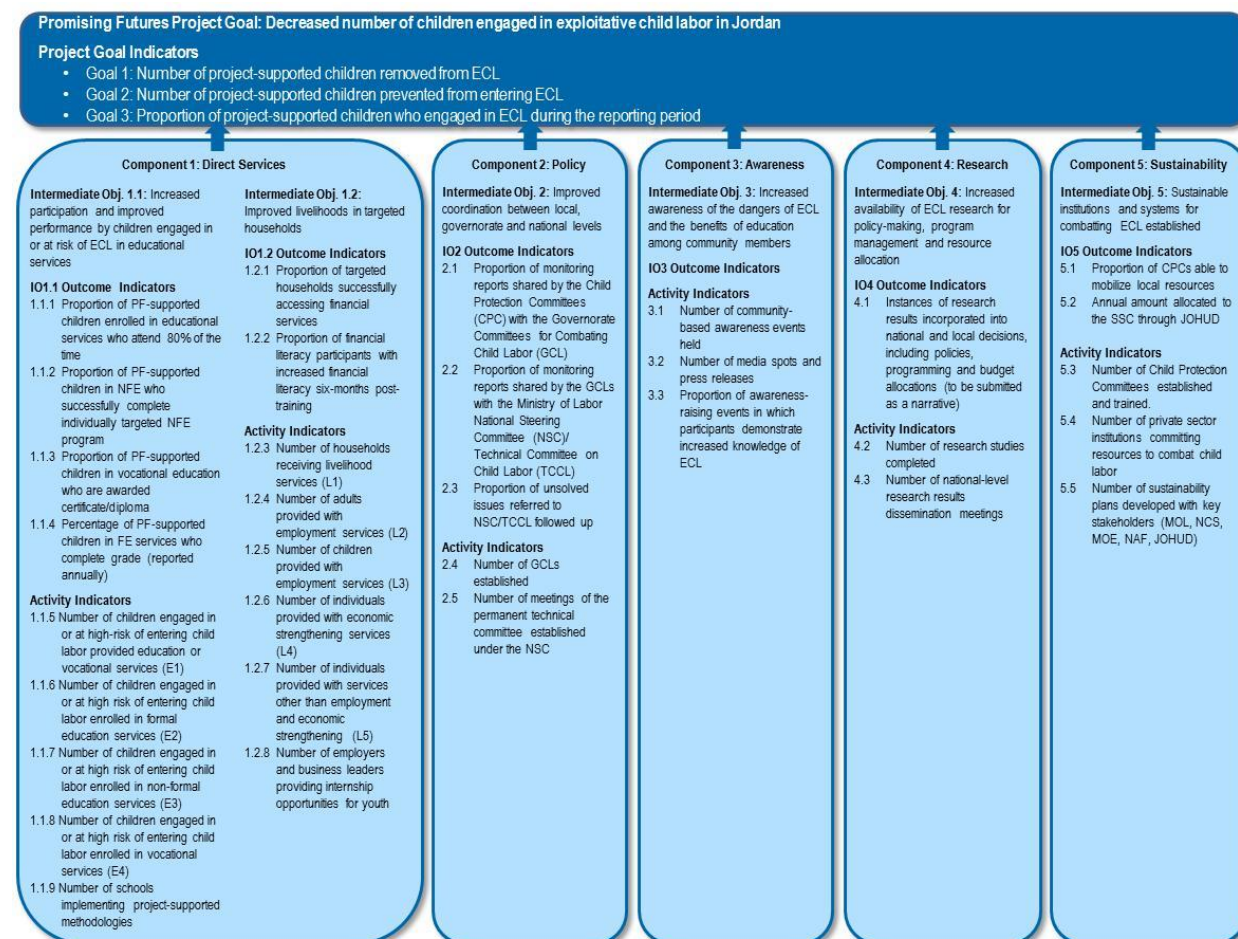 Promising Futures Project Goal: Decreased number of children engaged in exploitative child labor in Jordan
Project Goal Indicators
• Goal 1: Number of project-supported children removed from ECL
• Goal 2: Number of project-supported children prevented from entering ECL
• Goal 3: Proportion of project-supported children who engaged in ECL during the reporting period
Component 1: Direct Services
Intermediate Obj. 1.1: Increased
participation and improved
performance by children engaged in
or at risk of ECL in educational
services
IO1.1 Outcome Indicators
1.1.1 Proportion of PF-supported
children enrolled in educational
services who attend 80% of the
time
1.1.2 Proportion of PF-supported
children in NFE who
successfully complete
individually targeted NFE
program
1.1.3 Proportion of PF-supported
children in vocational education
who are awarded
certificate/diploma
1.1.4 Percentage of PF-supported
children in FE services who
complete grade (reported
annually)
Activity Indicators
1.1.5 Number of children engaged in
or at high-risk of entering child
labor provided education or
vocational services (E1)
1.1.6 Number of children engaged in
or at high risk of entering child
labor enrolled in formal
education services (E2)
1.1.7 Number of children engaged in
or at high risk of entering child
labor enrolled in non-formal
education services (E3)
1.1.8 Number of children engaged in
or at high risk of entering child
labor enrolled in vocational
services (E4)
1.1.9 Number of schools
implementing project-supported
methodologies
Intermediate Obj. 1.2:
Improved livelihoods in targeted
households
IO1.2 Outcome Indicators
1.2.1 Proportion of targeted
households successfully
accessing financial
services
1.2.2 Proportion of financial
literacy participants with
increased financial
literacy six-months post-
training
Activity Indicators
1.2.3 Number of households
receiving livelihood
services (L1)
1.2.4 Number of adults
provided with
employment services (L2)
1.2.5 Number of children
provided with
employment services (L3)
1.2.6 Number of individuals
provided with economic
strengthening services
(L4)
1.2.7 Number of individuals
provided with services
other than employment
and economic
strengthening (L5)
1.2.8 Number of employers
and business leaders
providing internship
opportunities for youth
Component 2: Policy
Intermediate Obj. 2: Improved
coordination between local,
governorate and national levels
IO2 Outcome Indicators
2.1 Proportion of monitoring
reports shared by the Child
Protection Committees
(CPC) with the Governorate
Committees for Combating
Child Labor (GCL)
2.2 Proportion of monitoring
reports shared by the GCLs
with the Ministry of Labor
National Steering
Committee (NSC)/
Technical Committee on
Child Labor (TCCL)
2.3 Proportion of unsolved
issues referred to
NSC/TCCL followed up
Activity Indicators
2.4 Number of GCLs
established
2.5 Number of meetings of the
permanent technical
committee established
under the NSC
Component 3: Awareness
Intermediate Obj. 3: Increased
awareness of the dangers of ECL
and the benefits of education
among community members
IO3 Outcome Indicators
Activity Indicators
3.1 Number of community-
based awareness events
held
3.2 Number of media spots and
press releases
3.3 Proportion of awareness-
raising events in which
participants demonstrate
increased knowledge of
ECL
Component 4: Research
Intermediate Obj. 4: Increased
availability of ECL research for
policy-making, program
management and resource
allocation
IO4 Outcome Indicators
4.1 Instances of research
results incorporated into
national and local decisions,
including policies,
programming and budget
allocations (to be submitted
as a narrative)
Activity Indicators
4.2 Number of research studies
completed
4.3 Number of national-level
research results
dissemination meetings
Component 5: Sustainability
Intermediate Obj. 5: Sustainable
institutions and systems for
combatting ECL established
IO5 Outcome Indicators
5.1 Proportion of CPCs able to
mobilize local resources
5.2 Annual amount allocated to
the SSC through JOHUD
Activity Indicators
5.3 Number of Child Protection
Committees established
and trained.
5.4 Number of private sector
institutions committing
resources to combat child
labor
5.5 Number of sustainability
plans developed with key
stakeholders (MOL, NCS,
MOE, NAF, JOHUD)